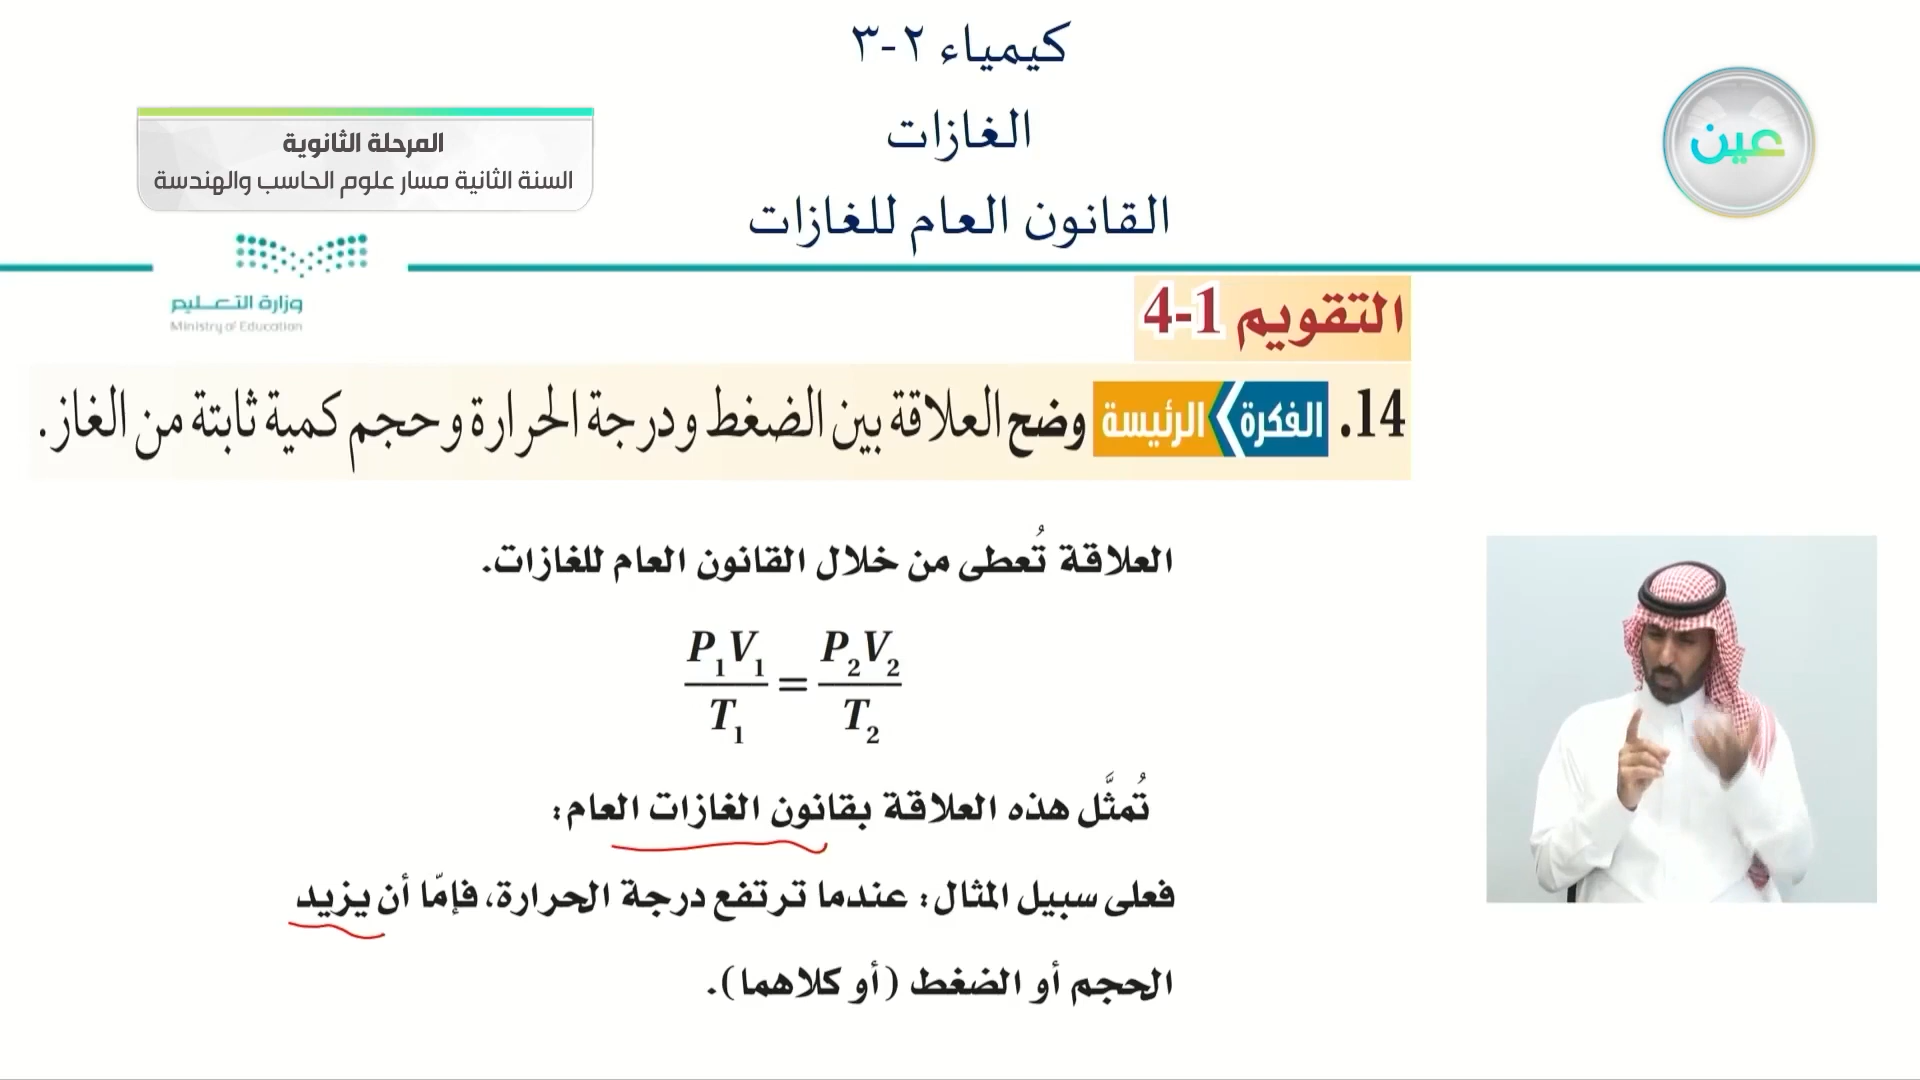 كيمياء ٢-٣
الغازات
القانون العام للغازات
عين
المرحلة الثانوية
السنة الثانية مسار علوم الحاسب والهندسة
وزارة التعـــليم
Ministry of Education
التقويم 1-4
14. الفكرة الرئيسة وضح العلاقة بين الضغط ودرجة الحرارة وحجم كمية ثابتة من الغاز.
العلاقة تُعطى من خلال القانون العام للغازات.
P₁V₁/T₁ = P₂V₂/T₂
تُمثَّل هذه العلاقة بقانون الغازات العام:
فعلى سبيل المثال: عندما ترتفع درجة الحرارة، فإمّا أن يزيد
الحجم أو الضغط (أو كلاهما).